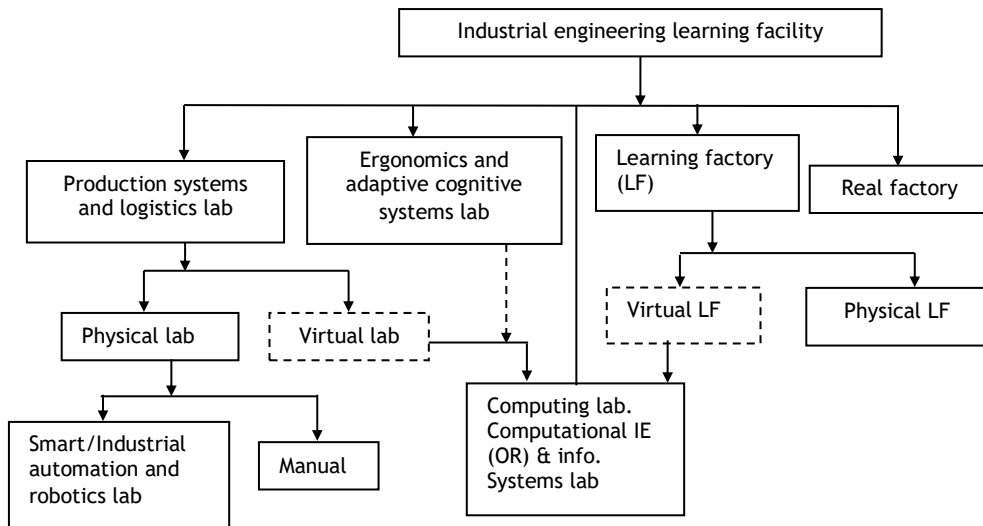 Industrial engineering learning facility
Production systems
and logistics lab
Ergonomics and
adaptive cognitive
systems lab
Learning factory
(LF)
Real factory
Physical lab
Virtual lab
Virtual LF
Physical LF
Smart/Industrial
automation and
robotics lab
Manual
Computing lab.
Computational IE
(OR) & info.
Systems lab